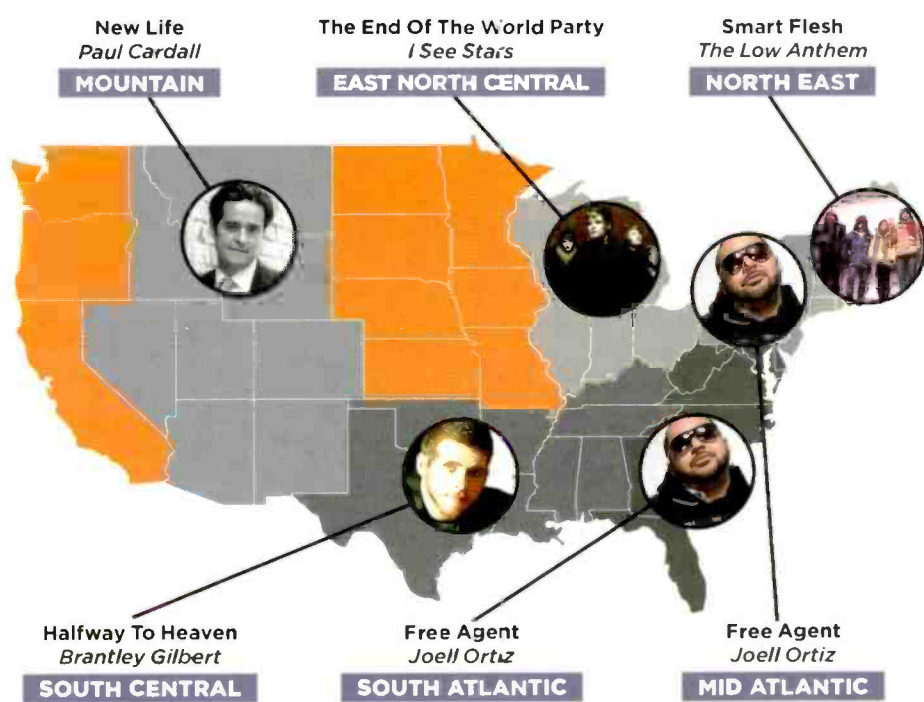 New Life
Paul Cardall
MOUNTAIN
The End Of The World Party
I See Stars
EAST NORTH CENTRAL
Smart Flesh
The Low Anthem
NORTH EAST
Halfway To Heaven
Brantley Gilbert
SOUTH CENTRAL
Free Agent
Joell Ortiz
SOUTH ATLANTIC
Free Agent
Joell Ortiz
MID ATLANTIC